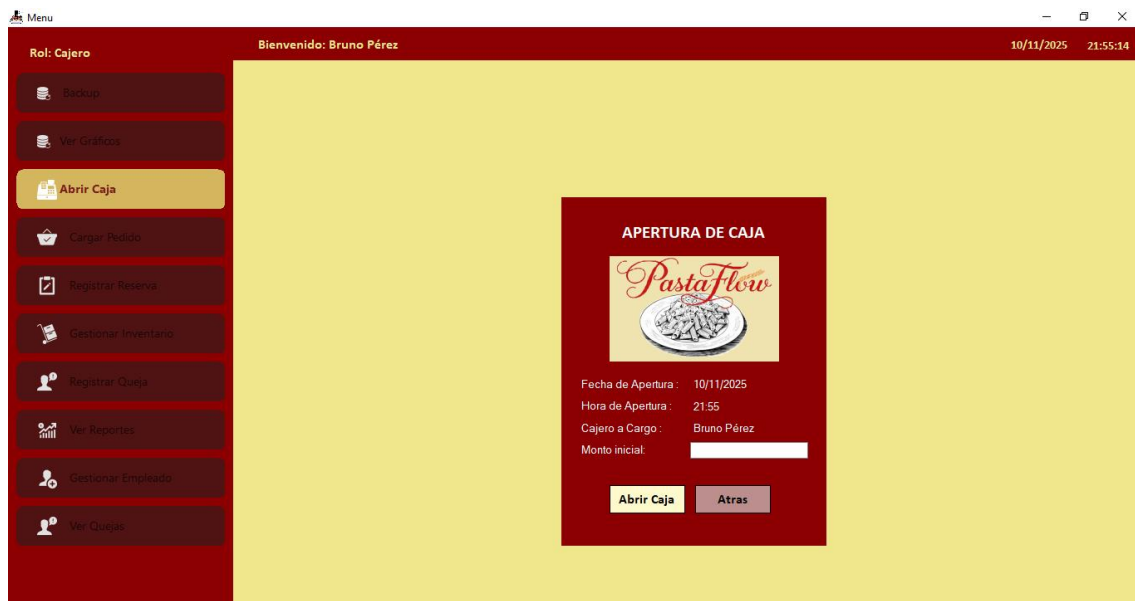 Menu
Rol: Cajero
Bienvenido: Bruno Pérez
10/11/2025 21:55:14
Backup
Ver Gráficos
Abrir Caja
Cargar Pedido
Registrar Reserva
Gestionar Inventario
Registrar Queja
Ver Reportes
Gestionar Empleado
Ver Quejas
APERTURA DE CAJA
PastaFlow
Fecha de Apertura : 10/11/2025
Hora de Apertura : 21:55
Cajero a Cargo : Bruno Pérez
Monto inicial:
Abrir Caja Atras